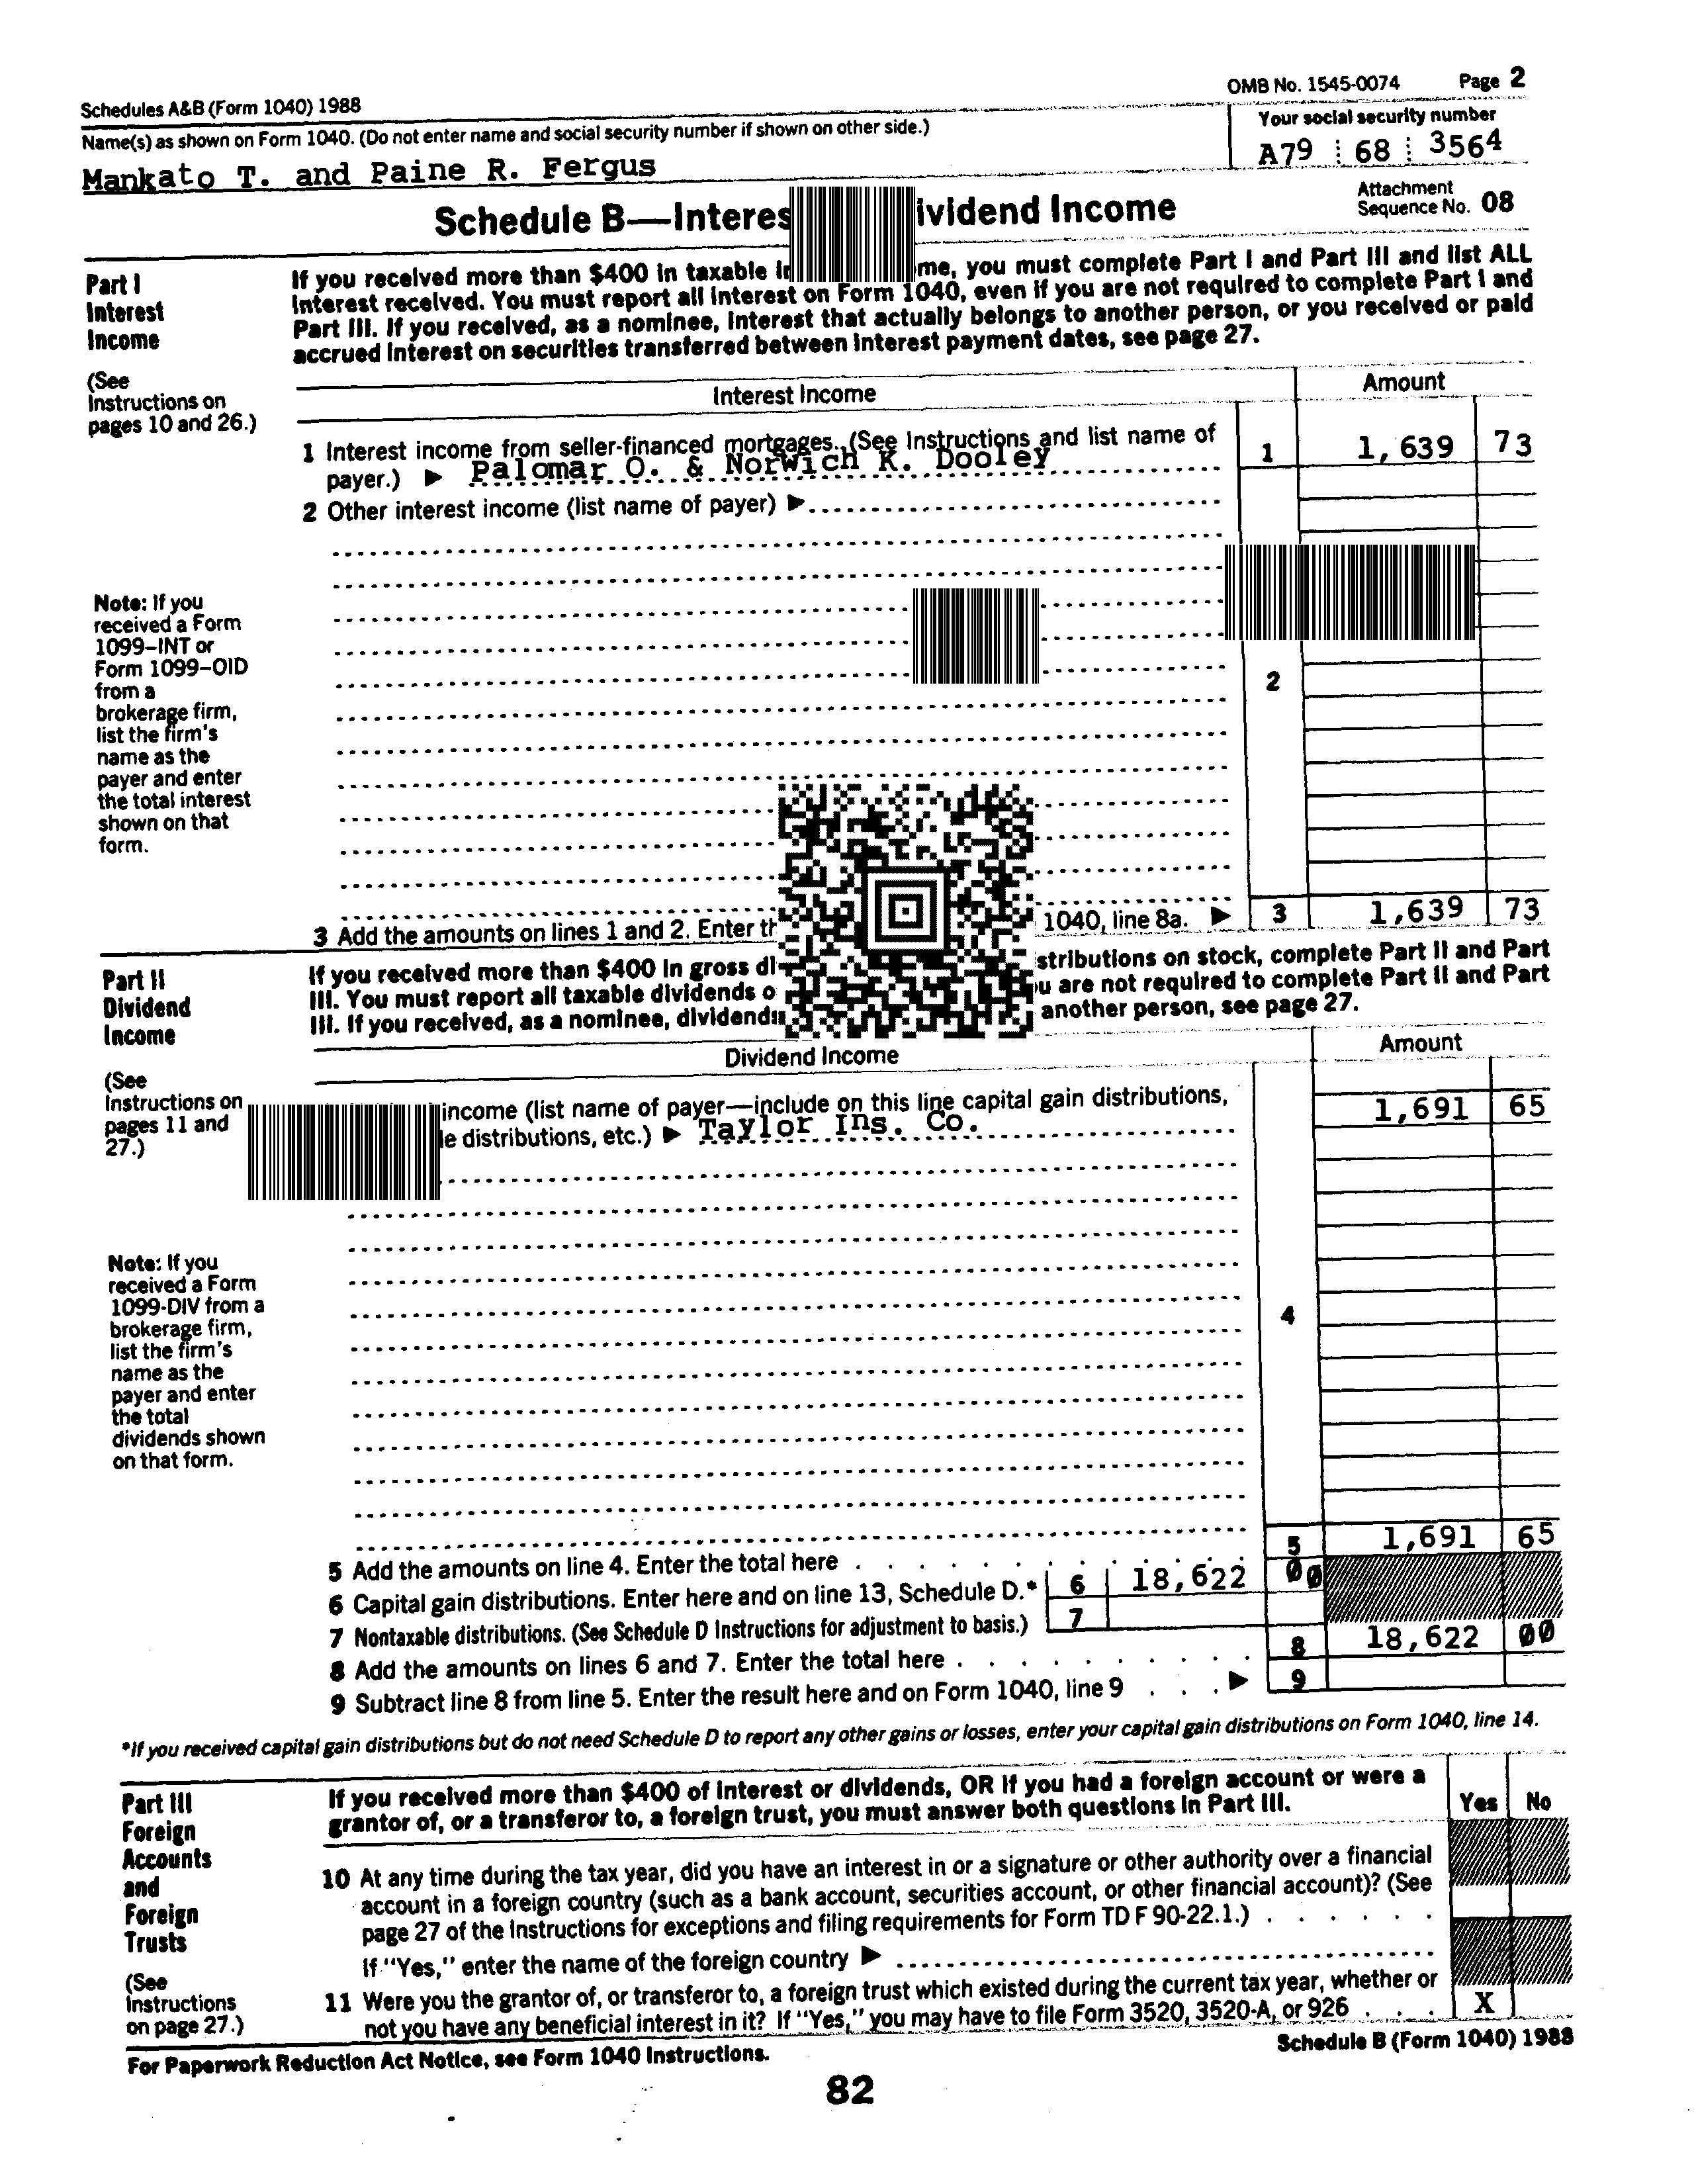 Schedules A&B (Form 1040) 1988
OMB No. 1545-0074 Page 2
Name(s) as shown on Form 1040. (Do not enter name and social security number if shown on other side.)
Your social security number
Mankato T. and Paine R. Fergus
A79 68 3564
Schedule B—Interes ividend Income
Attachment
Sequence No. 08
Part I
Interest
Income
(See
Instructions on
pages 10 and 26.)
If you received more than $400 in taxable me, you must complete Part I and Part III and list ALL
interest received. You must report all interest on Form 1040, even if you are not required to complete Part I and
Part III. If you received, as a nominee, interest that actually belongs to another person, or you received or paid
accrued interest on securities transferred between interest payment dates, see page 27.
Interest Income Amount
1 Interest income from seller-financed mortgages. (See Instructions and list name of
payer.) ▶ Palomar O. & Norwich K. Dooley 1 1,639 73
2 Other interest income (list name of payer) ▶
Note: If you
received a Form
1099–INT or
Form 1099–OID
from a
brokerage firm,
list the firm's
name as the
payer and enter
the total interest
shown on that
form.
2
3 Add the amounts on lines 1 and 2. Enter th 1040, line 8a. ▶ 3 1,639 73
Part II
Dividend
Income
(See
Instructions on
pages 11 and
27.)
If you received more than $400 in gross di stributions on stock, complete Part II and Part
III. You must report all taxable dividends o u are not required to complete Part II and Part
III. If you received, as a nominee, dividends another person, see page 27.
Dividend Income Amount
income (list name of payer—include on this line capital gain distributions,
e distributions, etc.) ▶ Taylor Ins. Co. 1,691 65
Note: If you
received a Form
1099-DIV from a
brokerage firm,
list the firm's
name as the
payer and enter
the total
dividends shown
on that form.
4
5 Add the amounts on line 4. Enter the total here 5 1,691 65
6 Capital gain distributions. Enter here and on line 13, Schedule D.* 6 18,622 00
7 Nontaxable distributions. (See Schedule D Instructions for adjustment to basis.) 7
8 Add the amounts on lines 6 and 7. Enter the total here 8 18,622 00
9 Subtract line 8 from line 5. Enter the result here and on Form 1040, line 9 ▶ 9
*If you received capital gain distributions but do not need Schedule D to report any other gains or losses, enter your capital gain distributions on Form 1040, line 14.
Part III
Foreign
Accounts
and
Foreign
Trusts
(See
Instructions
on page 27.)
If you received more than $400 of interest or dividends, OR if you had a foreign account or were a
grantor of, or a transferor to, a foreign trust, you must answer both questions in Part III.
Yes No
10 At any time during the tax year, did you have an interest in or a signature or other authority over a financial
account in a foreign country (such as a bank account, securities account, or other financial account)? (See
page 27 of the Instructions for exceptions and filing requirements for Form TD F 90-22.1.)
If "Yes," enter the name of the foreign country ▶
11 Were you the grantor of, or transferor to, a foreign trust which existed during the current tax year, whether or
not you have any beneficial interest in it? If "Yes," you may have to file Form 3520, 3520-A, or 926 X
For Paperwork Reduction Act Notice, see Form 1040 Instructions.
Schedule B (Form 1040) 1988
82